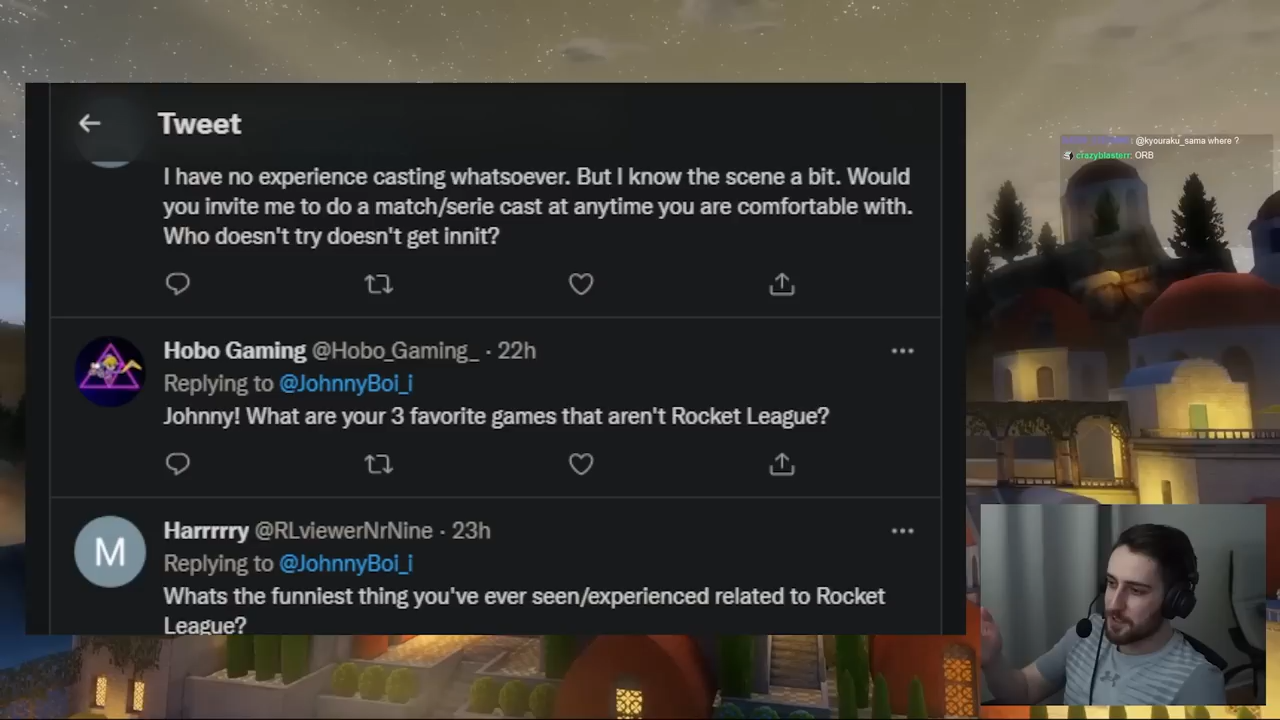 Tweet
I have no experience casting whatsoever. But I know the scene a bit. Would
you invite me to do a match/serie cast at anytime you are comfortable with.
Who doesn't try doesn't get innit?
Hobo Gaming @Hobo_Gaming_ · 22h
Replying to @JohnnyBoi_i
Johnny! What are your 3 favorite games that aren't Rocket League?
M
Harrrrry @RLviewerNrNine · 23h
Replying to @JohnnyBoi_i
Whats the funniest thing you've ever seen/experienced related to Rocket
League?
: @kyouraku_sama where ?
crazyblasterr: ORB